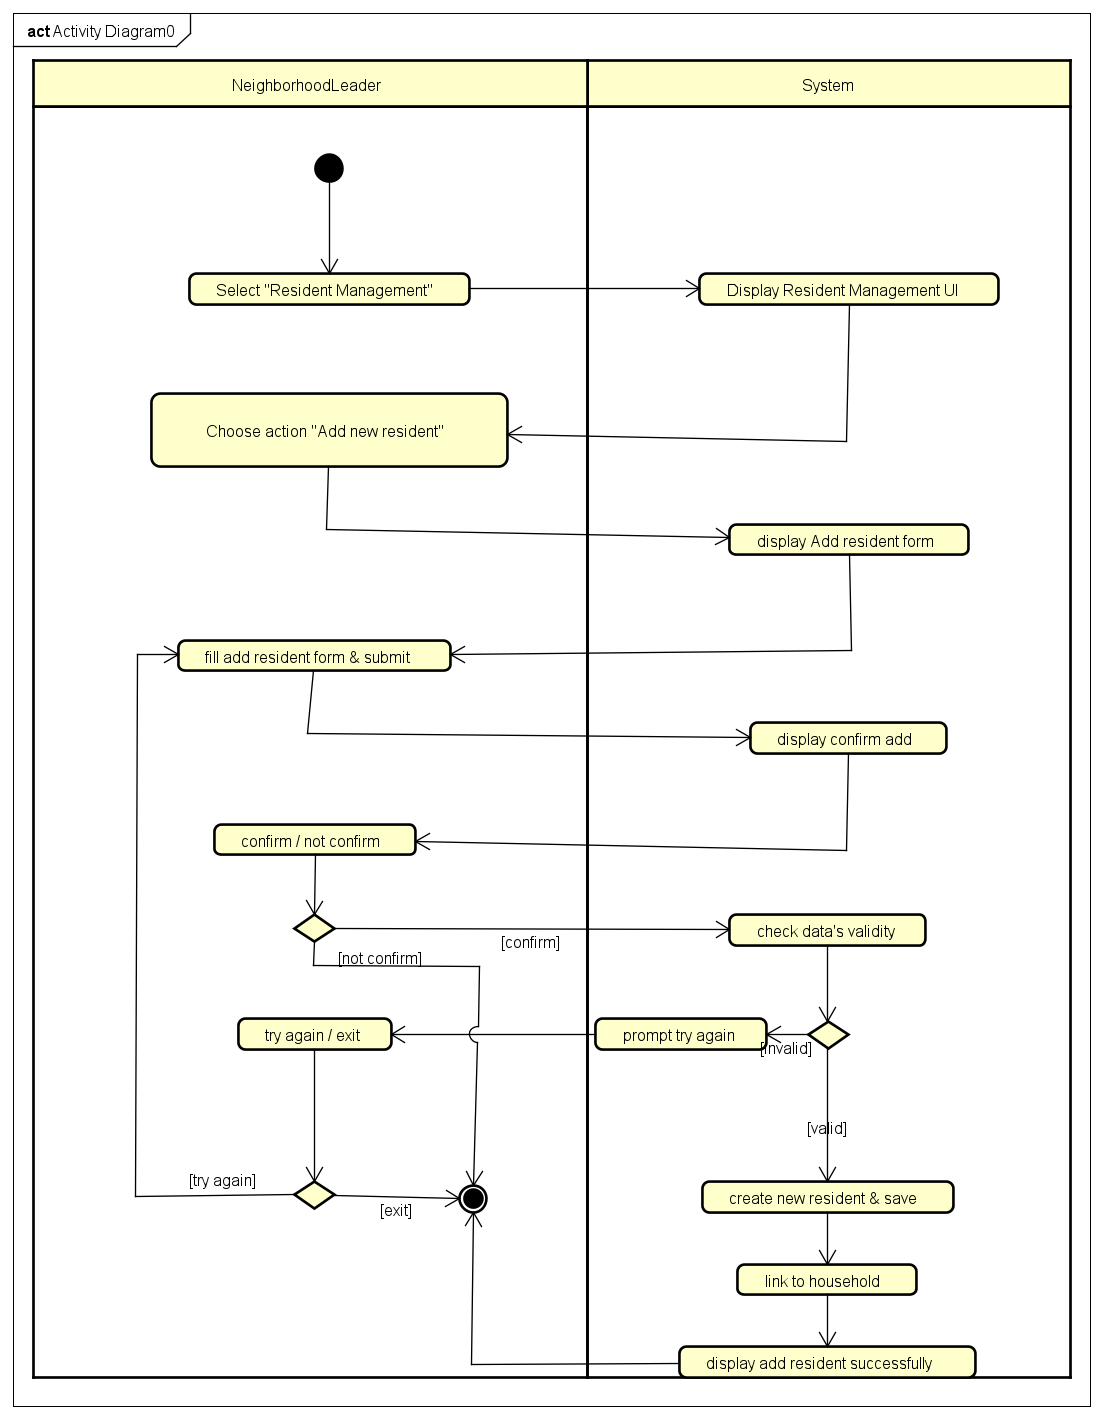 act Activity Diagram0
NeighborhoodLeader
System
Select "Resident Management"
Display Resident Management UI
Choose action "Add new resident"
display Add resident form
fill add resident form & submit
display confirm add
confirm / not confirm
check data's validity
[confirm]
[not confirm]
try again / exit
prompt try again
[invalid]
[valid]
[try again]
[exit]
create new resident & save
link to household
display add resident successfully